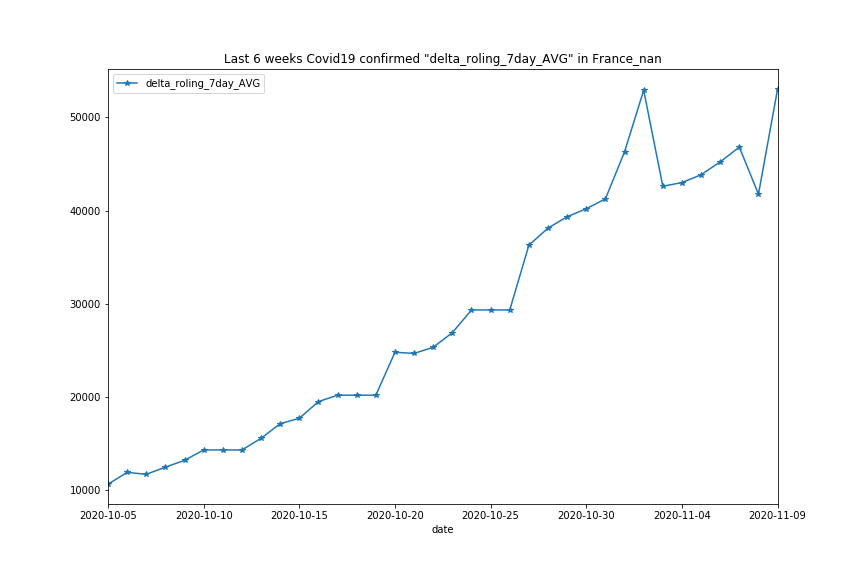 Last 6 weeks Covid19 confirmed "delta_roling_7day_AVG" in France_nan
delta_roling_7day_AVG
50000
40000
30000
20000
10000
2020-10-05 2020-10-10 2020-10-15 2020-10-20 2020-10-25 2020-10-30 2020-11-04 2020-11-09
date